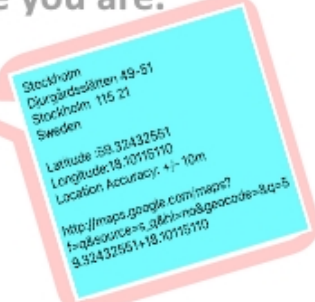 e you are.
Stockholm
Djurgårdsslätten 49-51
Stockholm 115 21
Sweden
Latitude :59.32432551
Longitude:18.10115110
Location Accuracy: +/- 10m
http://maps.google.com/maps?
f=q&source=s_q&hl=no&geocode=&q=5
9.32432551+18.10115110